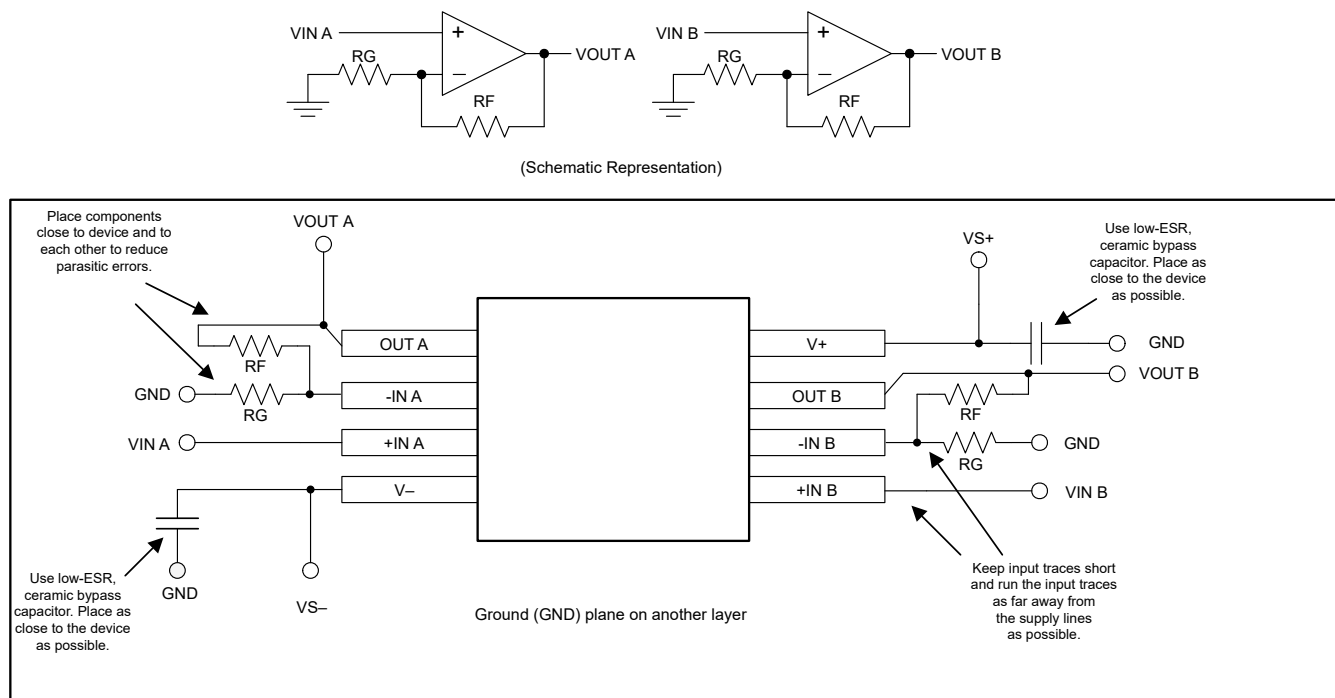 VIN A
+
RG
–
VOUT A
RF
VIN B
+
RG
–
VOUT B
RF
(Schematic Representation)
Place components
close to device and to
each other to reduce
parasitic errors.
VOUT A
VS+
Use low-ESR,
ceramic bypass
capacitor. Place as
close to the device
as possible.
OUT A
V+
GND
RF
VOUT B
GND
RG
-IN A
OUT B
RF
VIN A
+IN A
-IN B
RG
GND
V–
+IN B
VIN B
Use low-ESR,
ceramic bypass
capacitor. Place as
close to the device
as possible.
GND
VS–
Ground (GND) plane on another layer
Keep input traces short
and run the input traces
as far away from
the supply lines
as possible.